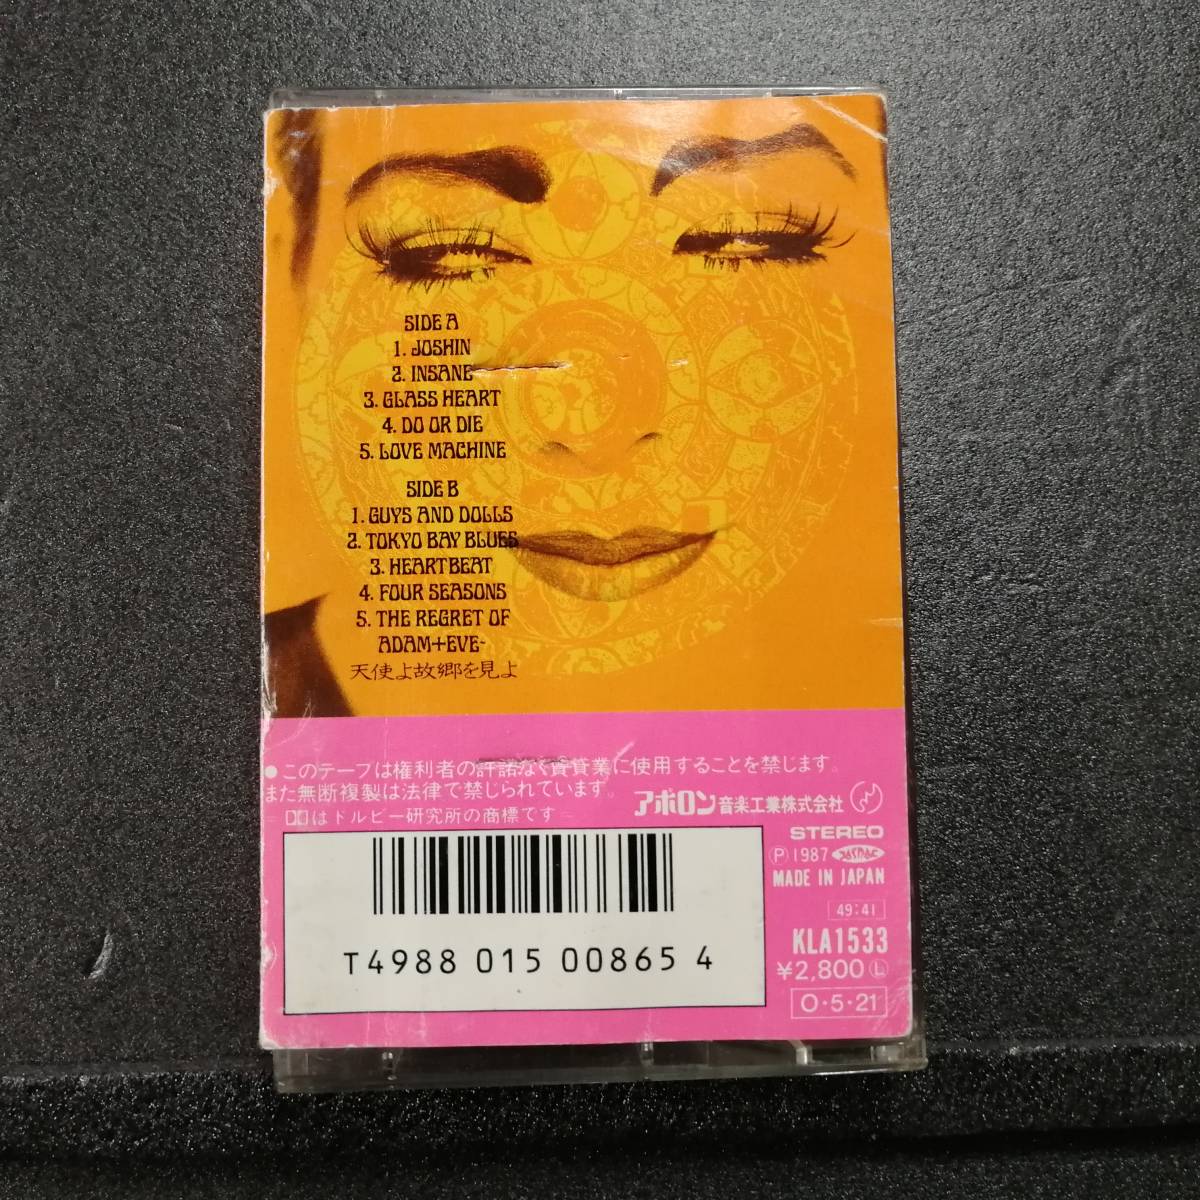 SIDE A
1. JOSHIN
2. INSANE
3. GLASS HEART
4. DO OR DIE
5. LOVE MACHINE
SIDE B
1. GUYS AND DOLLS
2. TOKYO BAY BLUES
3. HEART BEAT
4. FOUR SEASONS
5. THE REGRET OF
ADAM+EVE-
天使よ故郷を見よ
●このテープは権利者の許諾なく賃貸業に使用することを禁じます。
また無断複製は法律で禁じられています。
はドルビー研究所の商標です
アポロン音楽工業株式会社
STEREO
Ⓟ1987
MADE IN JAPAN
49:41
KLA1533
¥2,800 Ⓛ
O・5・21
T4988 015 00865 4